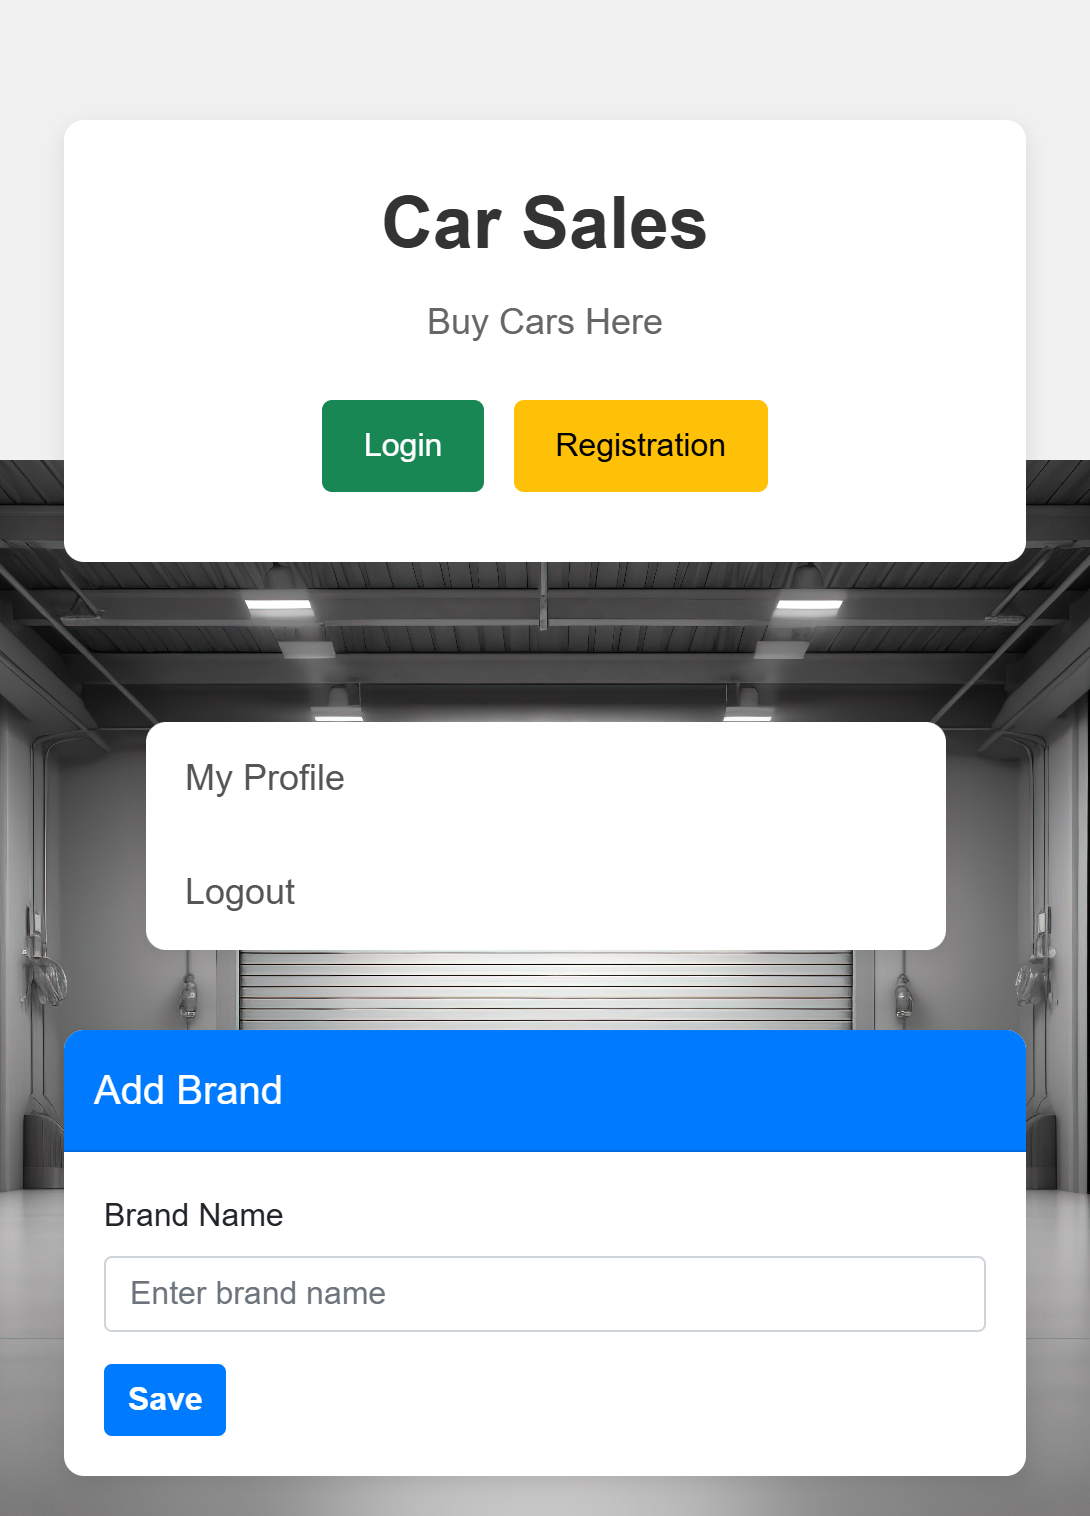 Car Sales
Buy Cars Here
Login
Registration
My Profile
Logout
Add Brand
Brand Name
Enter brand name
Save